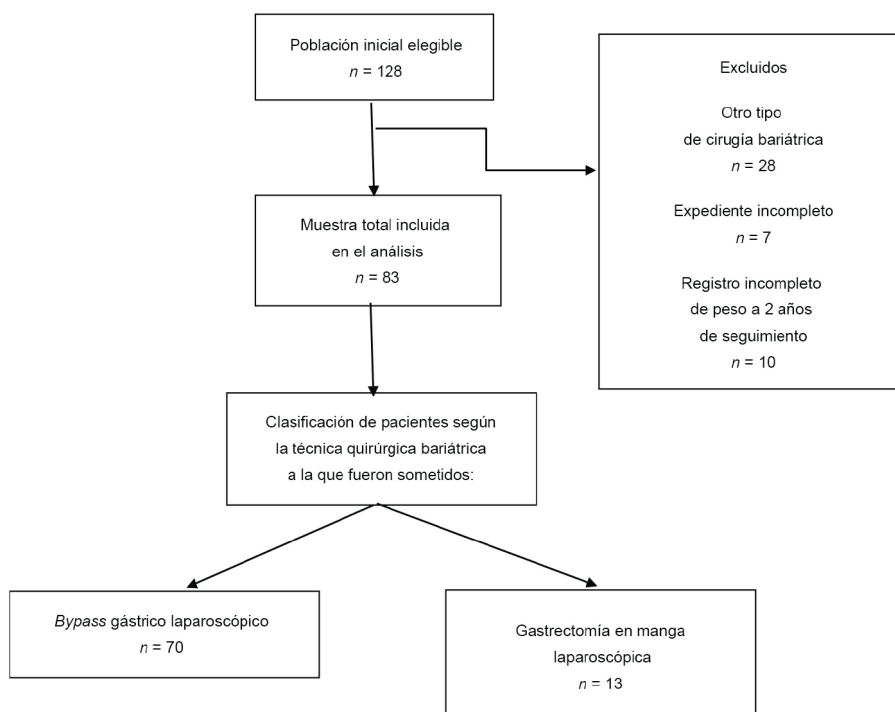 Población inicial elegible
n = 128
Excluidos
Otro tipo
de cirugía bariátrica
n = 28
Expediente incompleto
n = 7
Registro incompleto
de peso a 2 años
de seguimiento
n = 10
Muestra total incluida
en el análisis
n = 83
Clasificación de pacientes según
la técnica quirúrgica bariátrica
a la que fueron sometidos:
Bypass gástrico laparoscópico
n = 70
Gastrectomía en manga
laparoscópica
n = 13